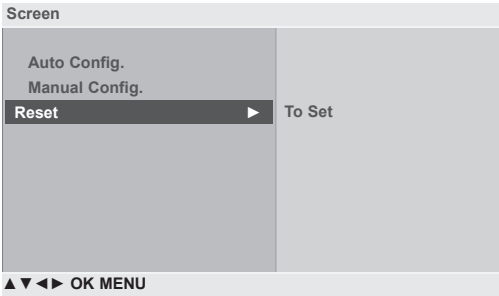 Screen
Auto Config.
Manual Config.
Reset ► To Set
▲▼◄► OK MENU